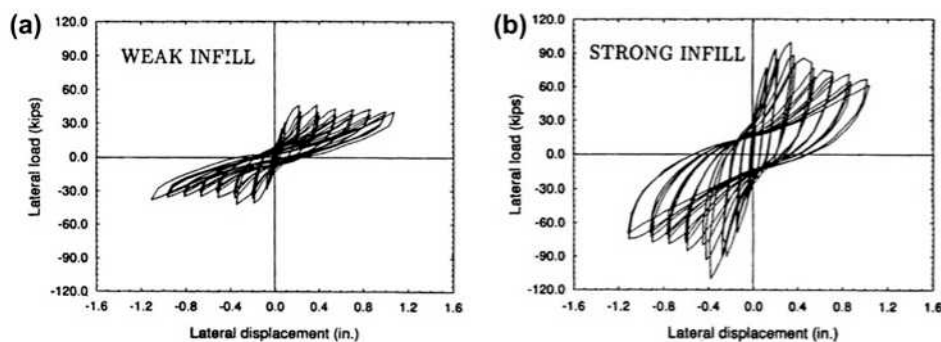 (a)
WEAK INFILL
Lateral load (kips)
120.0
90.0
60.0
30.0
0.0
-30.0
-60.0
-90.0
-120.0
-1.6 -1.2 -0.8 -0.4 0.0 0.4 0.8 1.2 1.6
Lateral displacement (in.)
(b)
STRONG INFILL
Lateral load (kips)
120.0
90.0
60.0
30.0
0.0
-30.0
-60.0
-90.0
-120.0
-1.6 -1.2 -0.8 -0.4 0.0 0.4 0.8 1.2 1.6
Lateral displacement (in.)